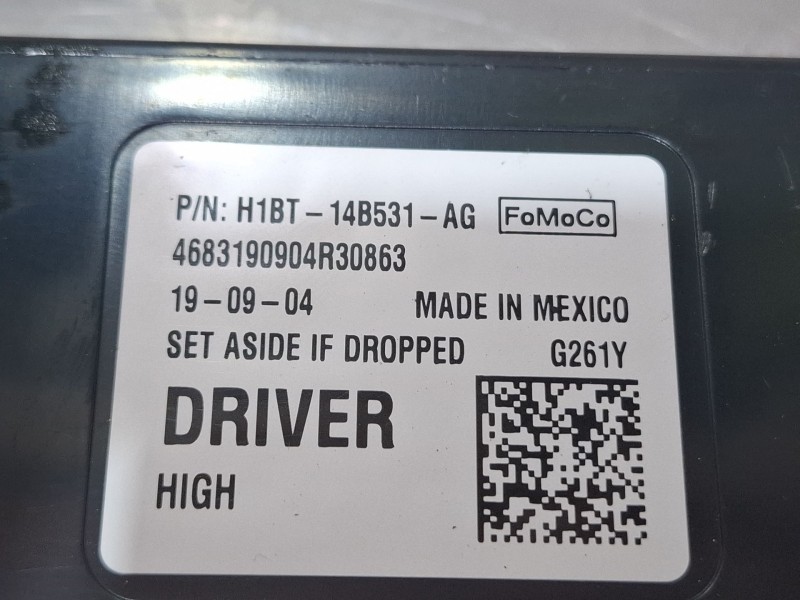 P/N: H1BT-14B531-AG FoMoCo
4683190904R30863
19-09-04 MADE IN MEXICO
SET ASIDE IF DROPPED G261Y
DRIVER
HIGH